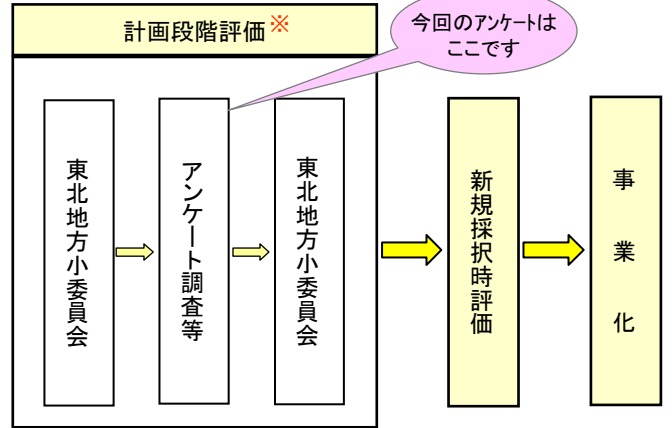 計画段階評価※
今回のアンケートは
ここです
東北地方小委員会
アンケート調査等
東北地方小委員会
新規採択時評価
事業化